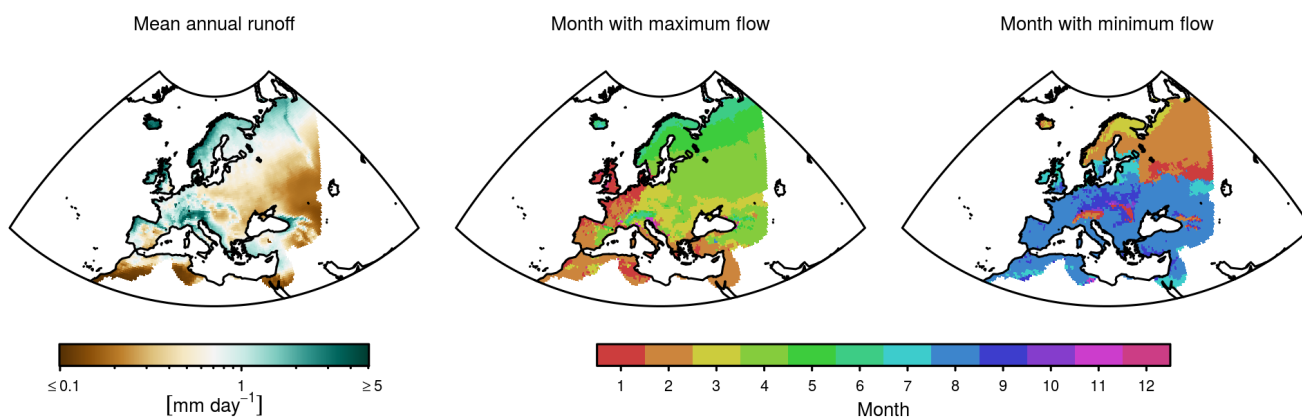 Mean annual runoff
Month with maximum flow
Month with minimum flow
≤0.1 1 ≥5
[mm day⁻¹]
1 2 3 4 5 6 7 8 9 10 11 12
Month